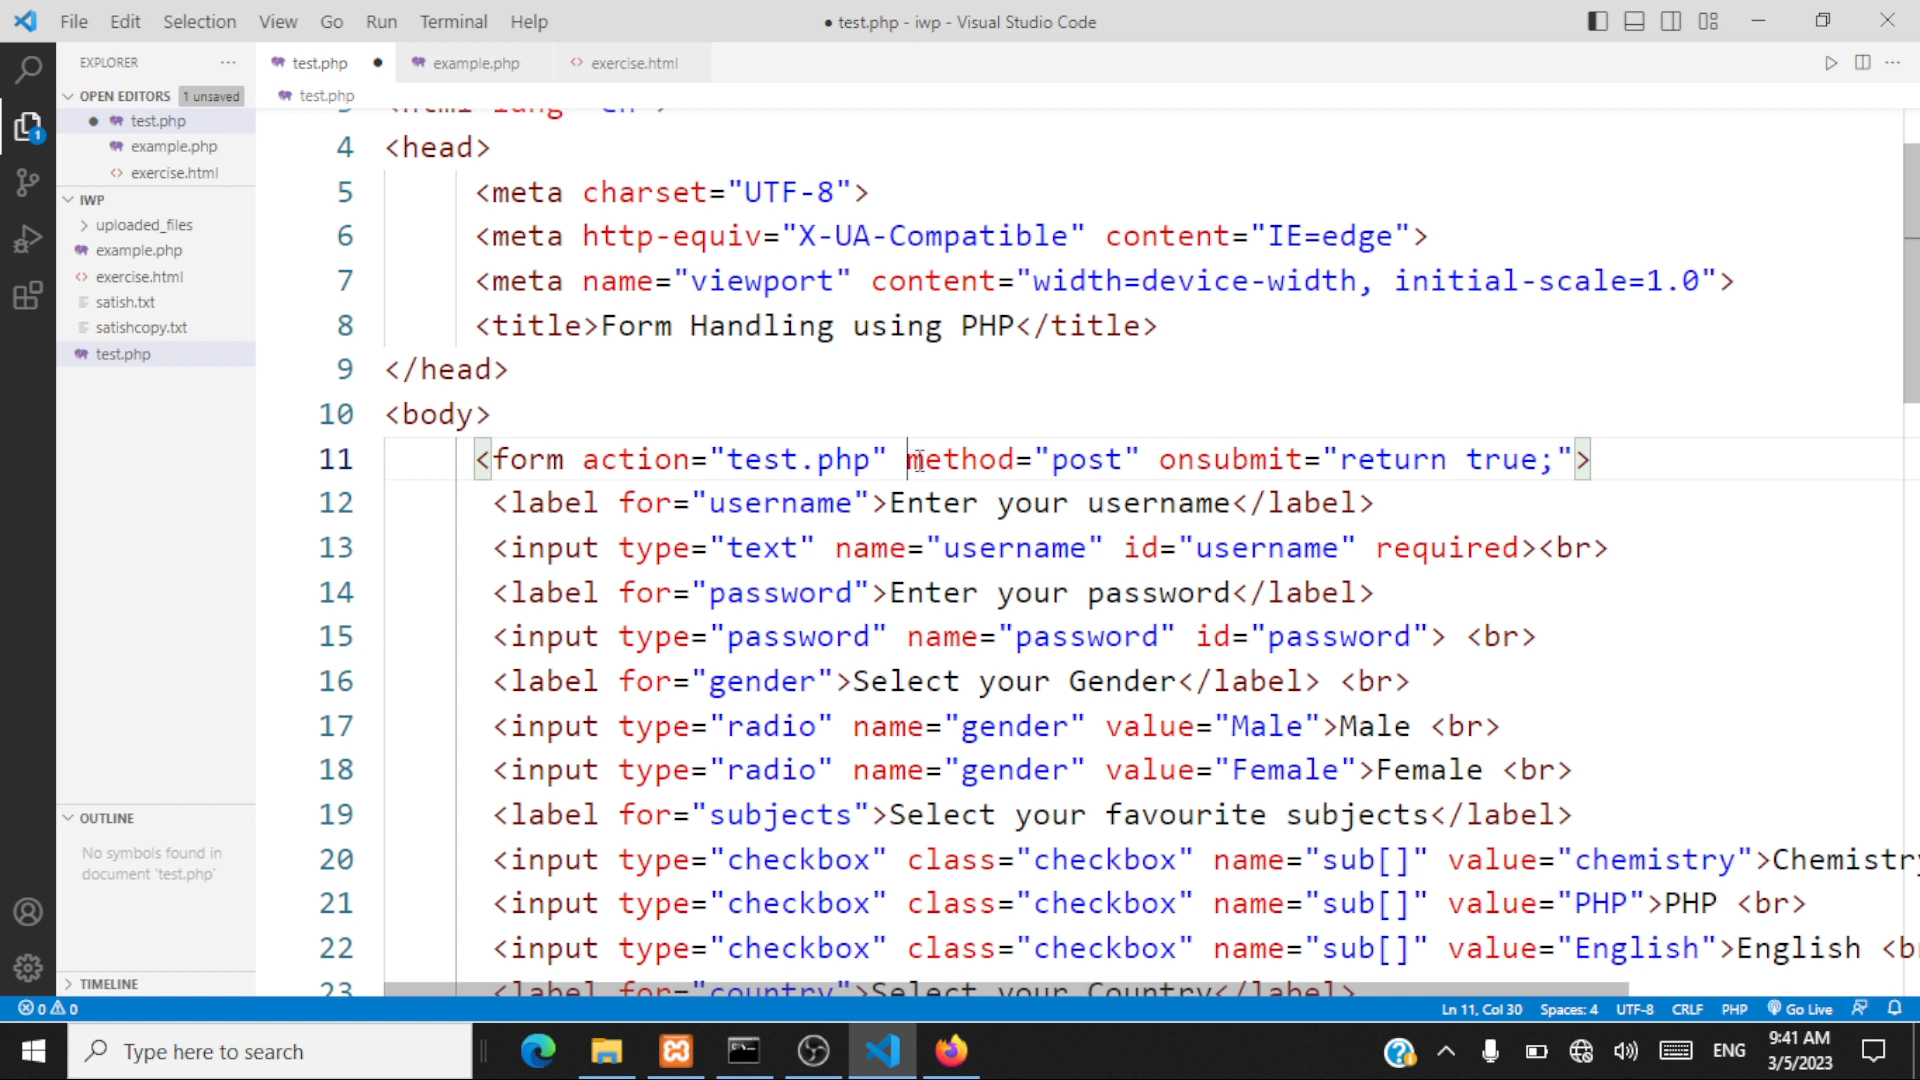 File Edit Selection View Go Run Terminal Help
● test.php - iwp - Visual Studio Code
EXPLORER ···
OPEN EDITORS 1 unsaved
● test.php
example.php
exercise.html
IWP
uploaded_files
example.php
exercise.html
satish.txt
satishcopy.txt
test.php
OUTLINE
No symbols found in
document 'test.php'
TIMELINE
test.php ● example.php <> exercise.html
test.php
4 <head>
5 <meta charset="UTF-8">
6 <meta http-equiv="X-UA-Compatible" content="IE=edge">
7 <meta name="viewport" content="width=device-width, initial-scale=1.0">
8 <title>Form Handling using PHP</title>
9 </head>
10 <body>
11 <form action="test.php" method="post" onsubmit="return true;">
12 <label for="username">Enter your username</label>
13 <input type="text" name="username" id="username" required><br>
14 <label for="password">Enter your password</label>
15 <input type="password" name="password" id="password"> <br>
16 <label for="gender">Select your Gender</label> <br>
17 <input type="radio" name="gender" value="Male">Male <br>
18 <input type="radio" name="gender" value="Female">Female <br>
19 <label for="subjects">Select your favourite subjects</label>
20 <input type="checkbox" class="checkbox" name="sub[]" value="chemistry">Chemistry
21 <input type="checkbox" class="checkbox" name="sub[]" value="PHP">PHP <br>
22 <input type="checkbox" class="checkbox" name="sub[]" value="English">English <b
23 <label for="country">Select your Country</label>
0 0 Ln 11, Col 30 Spaces: 4 UTF-8 CRLF PHP Go Live
Type here to search
ENG
9:41 AM
3/5/2023